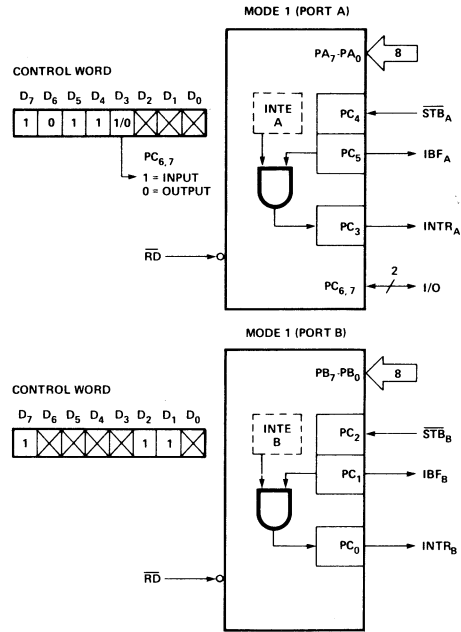 MODE 1 (PORT A)
PA7-PA0
8
CONTROL WORD
D7 D6 D5 D4 D3 D2 D1 D0
1 0 1 1 1/0
PC6, 7
1 = INPUT
0 = OUTPUT
INTE
A
PC4
STBA
PC5
IBFA
PC3
INTRA
RD
PC6, 7
2
I/O
MODE 1 (PORT B)
PB7-PB0
8
CONTROL WORD
D7 D6 D5 D4 D3 D2 D1 D0
1 1 1
INTE
B
PC2
STBB
PC1
IBFB
PC0
INTRB
RD